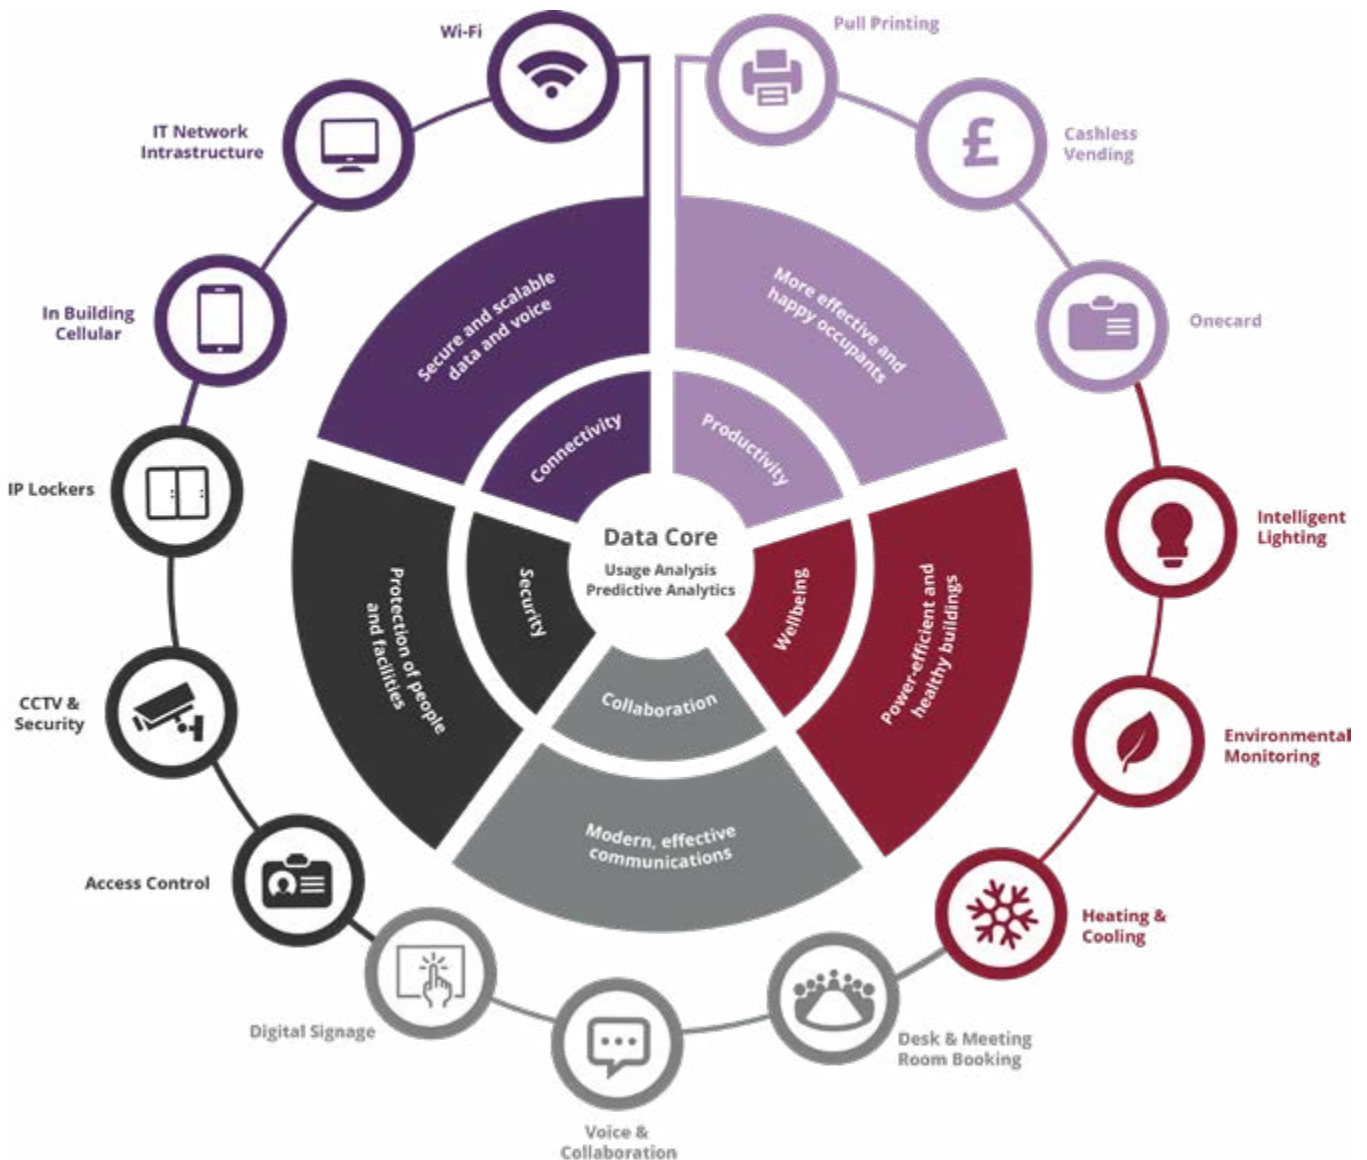 Wi-Fi
Pull Printing
IT Network
Intrastructure
£
Cashless
Vending
In Building
Cellular
Onecard
Secure and scalable
data and voice
More effective and
happy occupants
Connectivity
Productivity
IP Lockers
Intelligent
Lighting
Data Core
Usage Analysis
Predictive Analytics
Security
Wellbeing
Protection of people
and facilities
Power-efficient and
healthy buildings
CCTV &
Security
Collaboration
Environmental
Monitoring
Modern, effective
communications
Access Control
Heating &
Cooling
Digital Signage
Desk & Meeting
Room Booking
Voice &
Collaboration